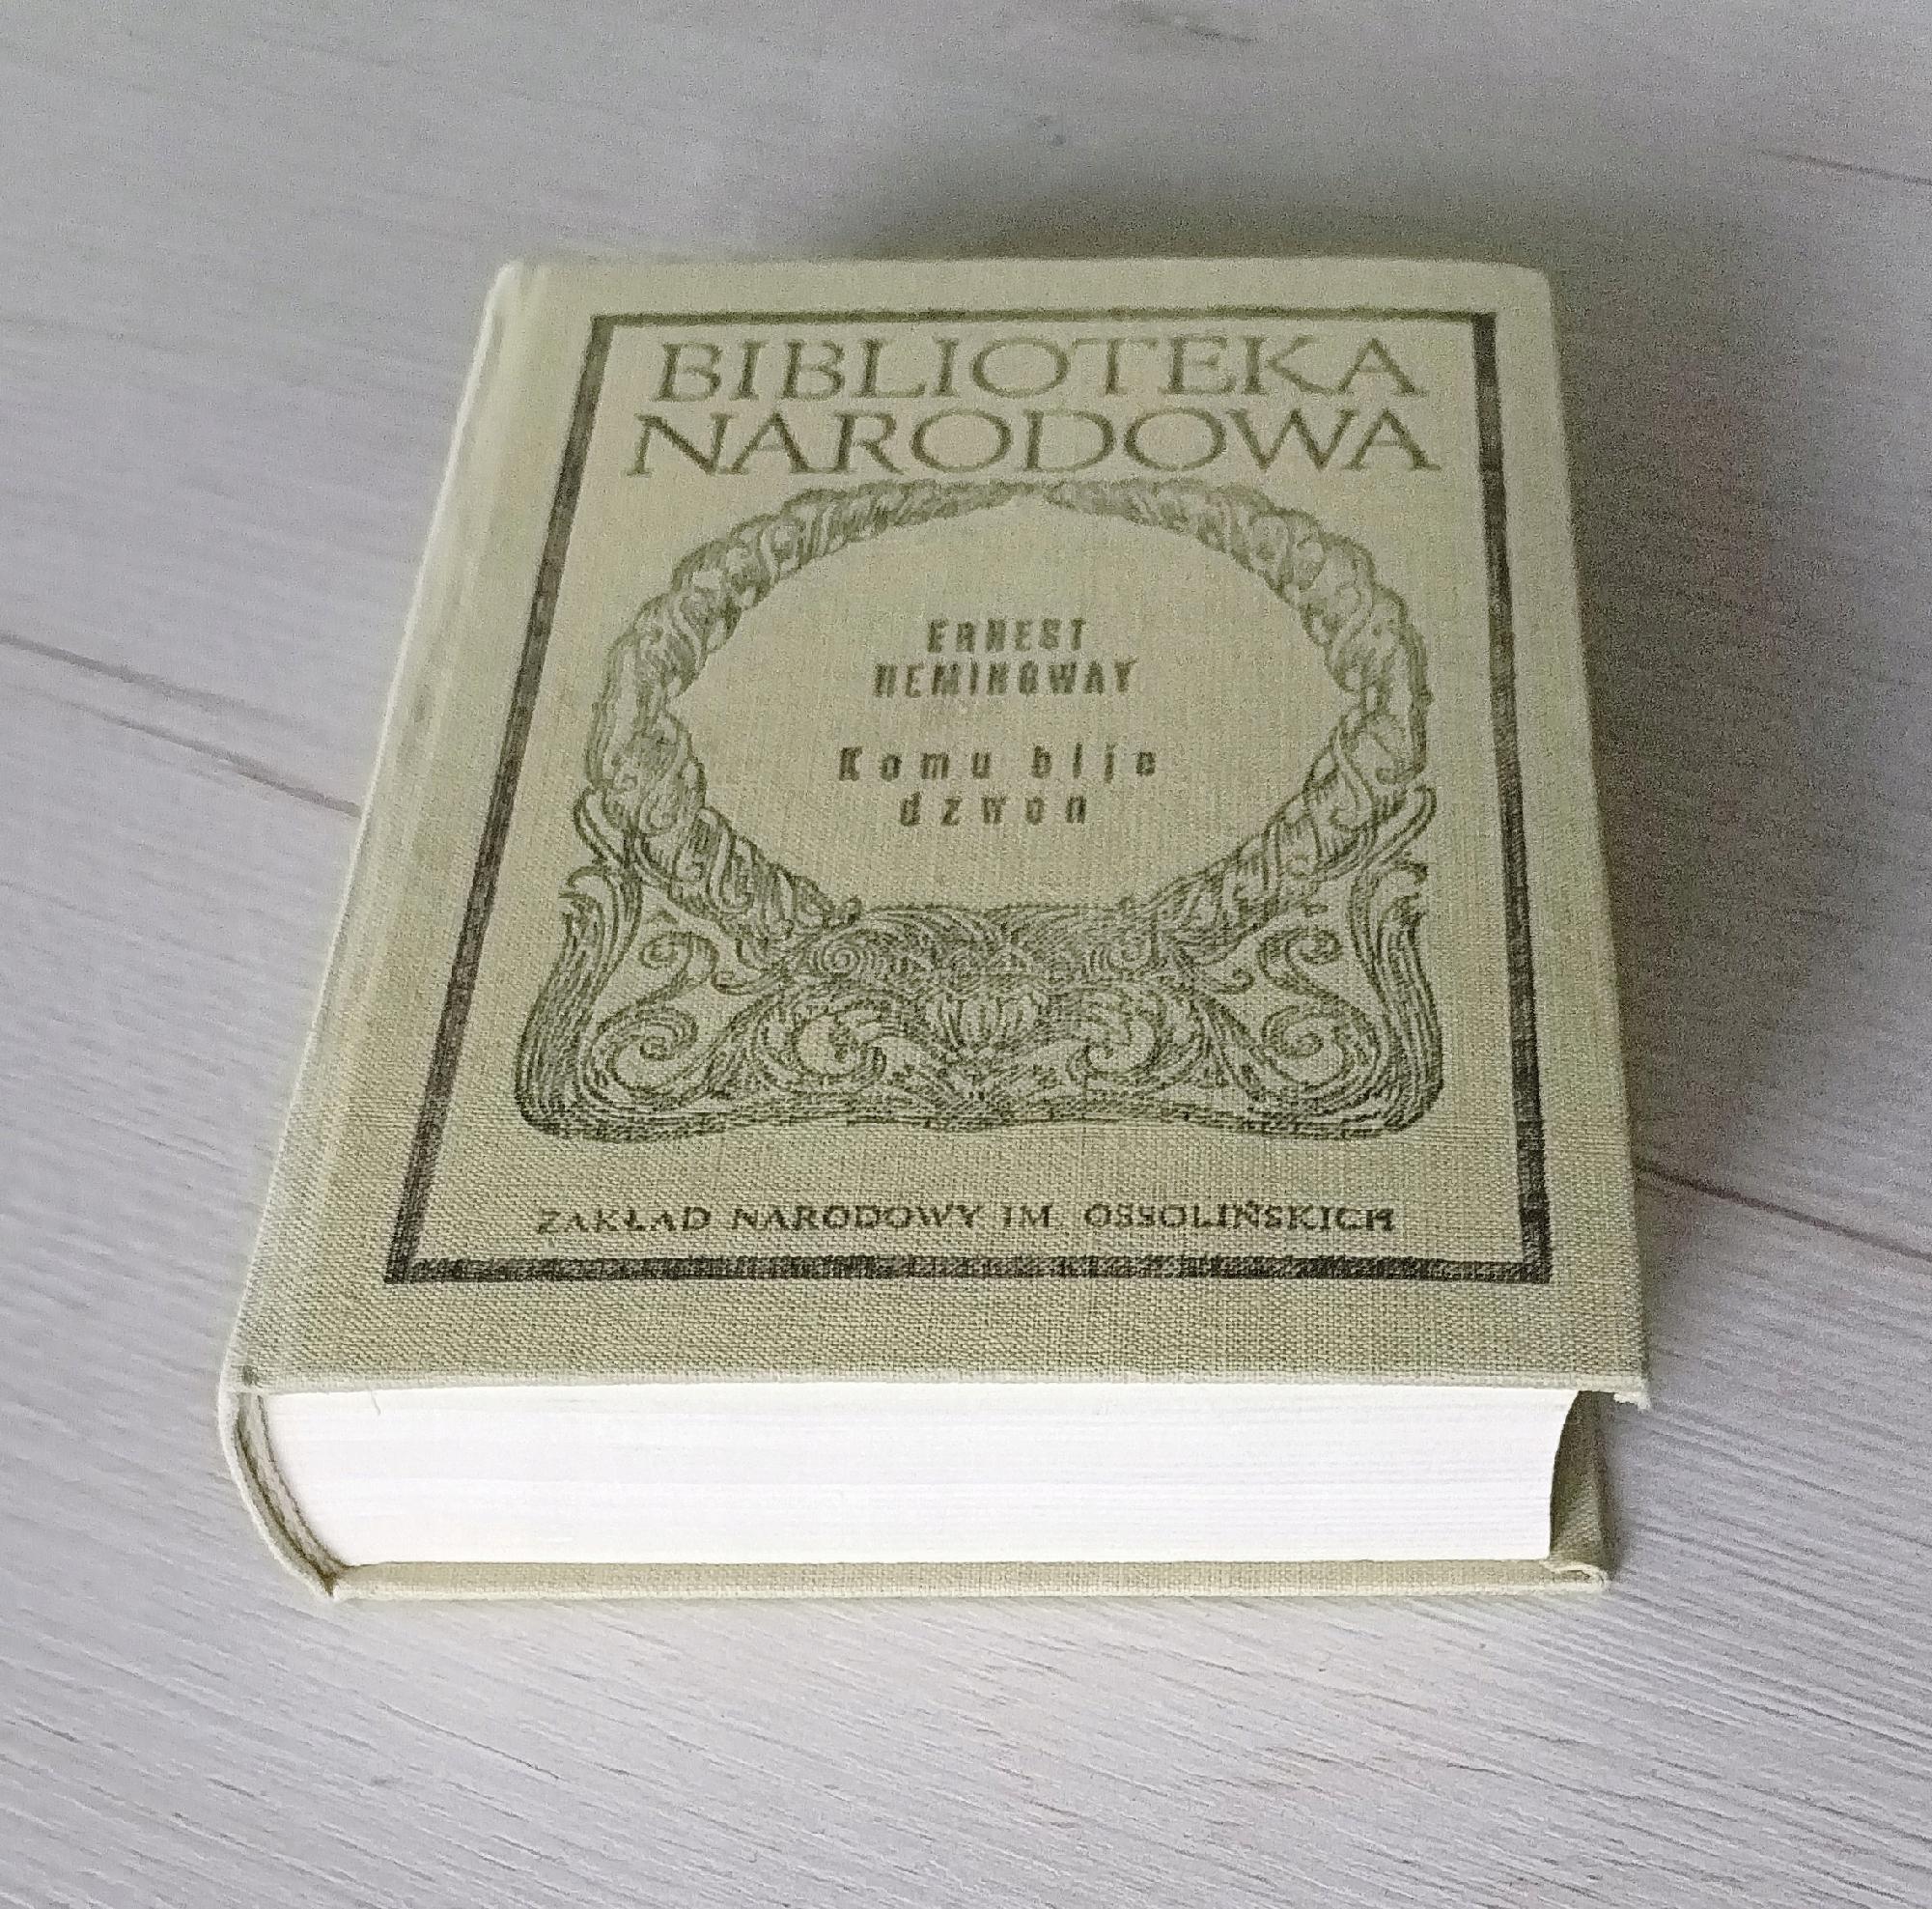 BIBLIOTEKA
NARODOWA
ERNEST
HEMINGWAY
Komu bije
dzwon
ZAKŁAD NARODOWY IM. OSSOLIŃSKICH